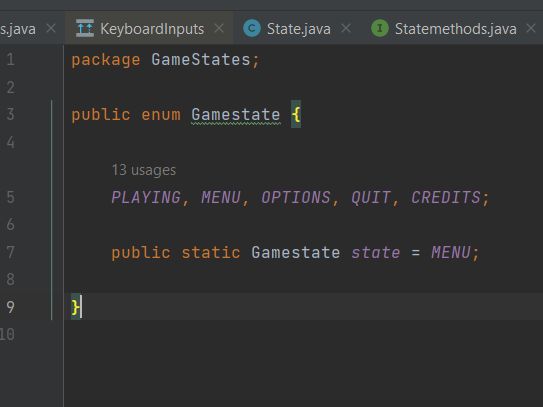 s.java KeyboardInputs State.java Statemethods.java
1 package GameStates;
2
3 public enum Gamestate {
4
13 usages
5 PLAYING, MENU, OPTIONS, QUIT, CREDITS;
6
7 public static Gamestate state = MENU;
8
9 }
10